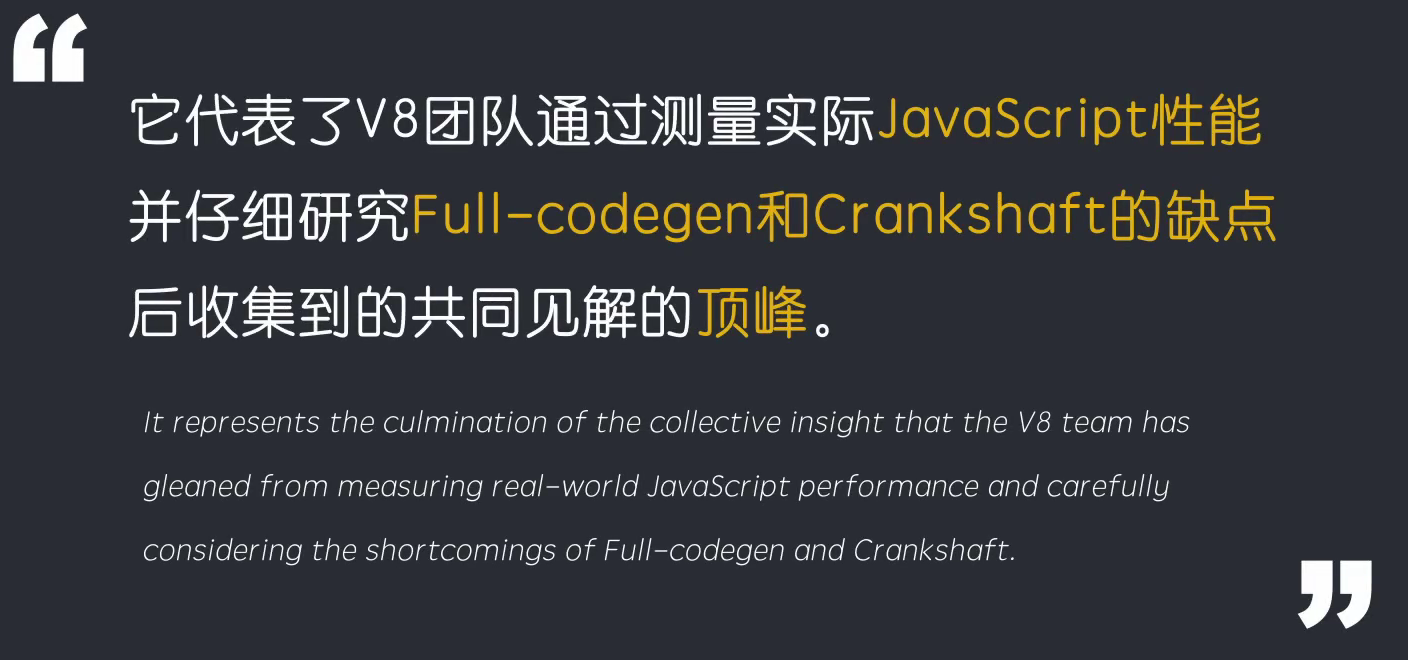 “
它代表了V8团队通过测量实际JavaScript性能
并仔细研究Full-codegen和Crankshaft的缺点
后收集到的共同见解的顶峰。
It represents the culmination of the collective insight that the V8 team has
gleaned from measuring real-world JavaScript performance and carefully
considering the shortcomings of Full-codegen and Crankshaft.
”